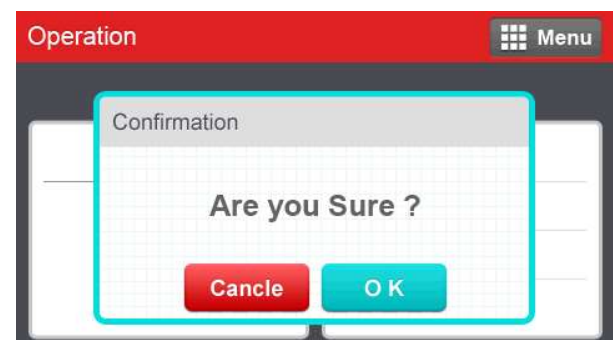 Operation
Menu
Confirmation
Are you Sure ?
Cancle
O K